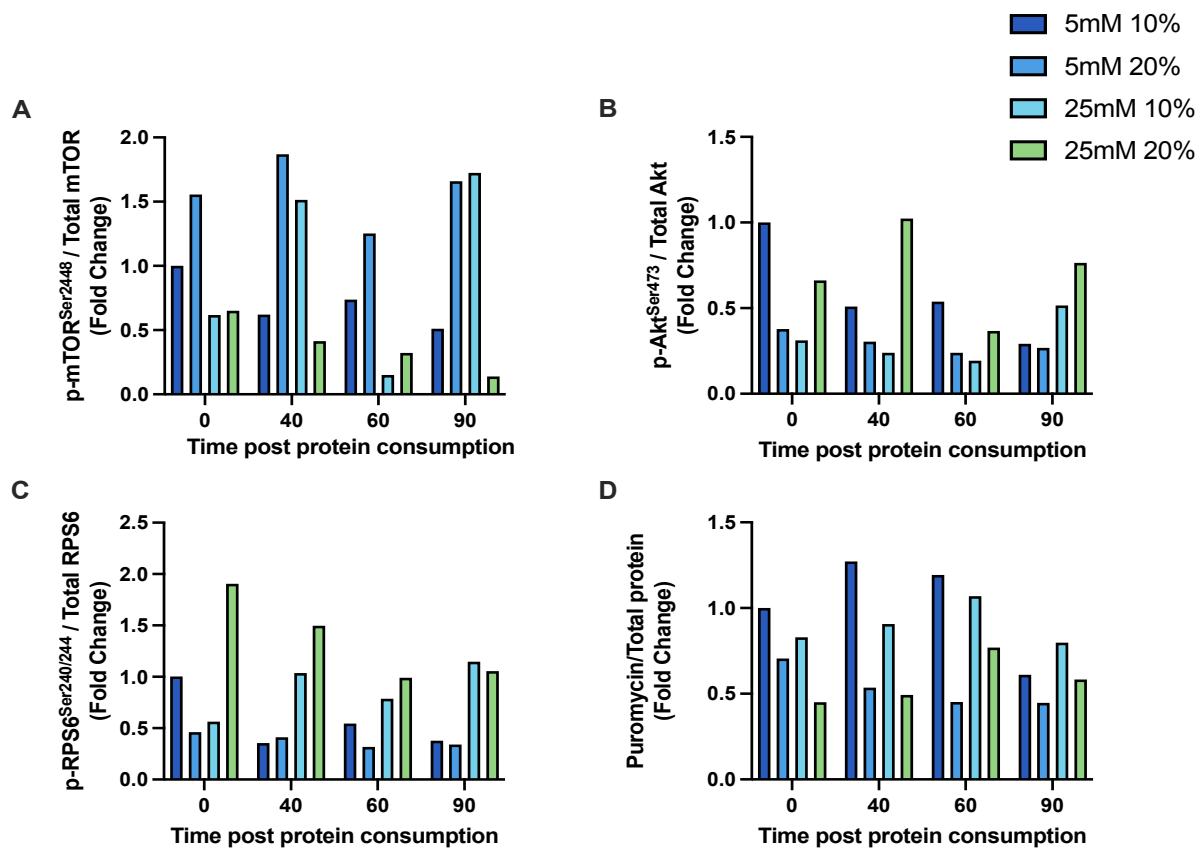 5mM 10%
5mM 20%
25mM 10%
25mM 20%
A
p-mTORSer2448 / Total mTOR
(Fold Change)
2.0
1.5
1.0
0.5
0.0
0 40 60 90
Time post protein consumption
B
p-AktSer473 / Total Akt
(Fold Change)
1.5
1.0
0.5
0.0
0 40 60 90
Time post protein consumption
C
p-RPS6Ser240/244 / Total RPS6
(Fold Change)
2.5
2.0
1.5
1.0
0.5
0.0
0 40 60 90
Time post protein consumption
D
Puromycin/Total protein
(Fold Change)
1.5
1.0
0.5
0.0
0 40 60 90
Time post protein consumption